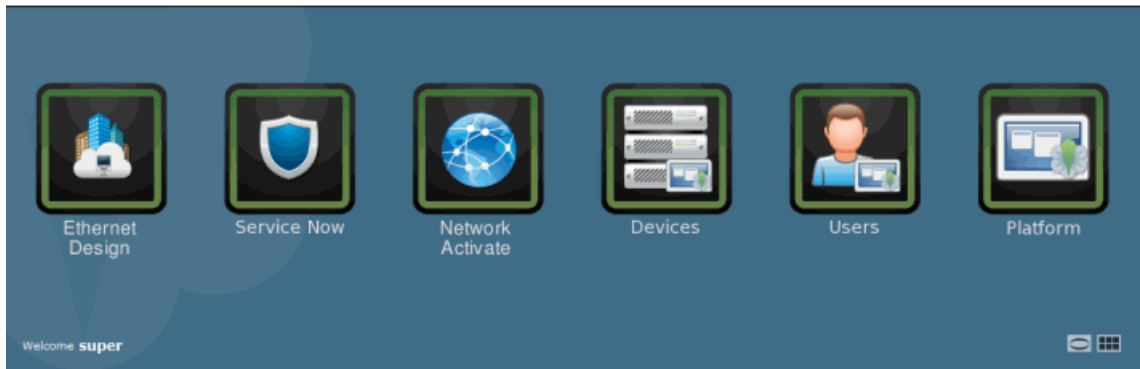 Ethernet
Design
Service Now
Network
Activate
Devices
Users
Platform
Welcome super